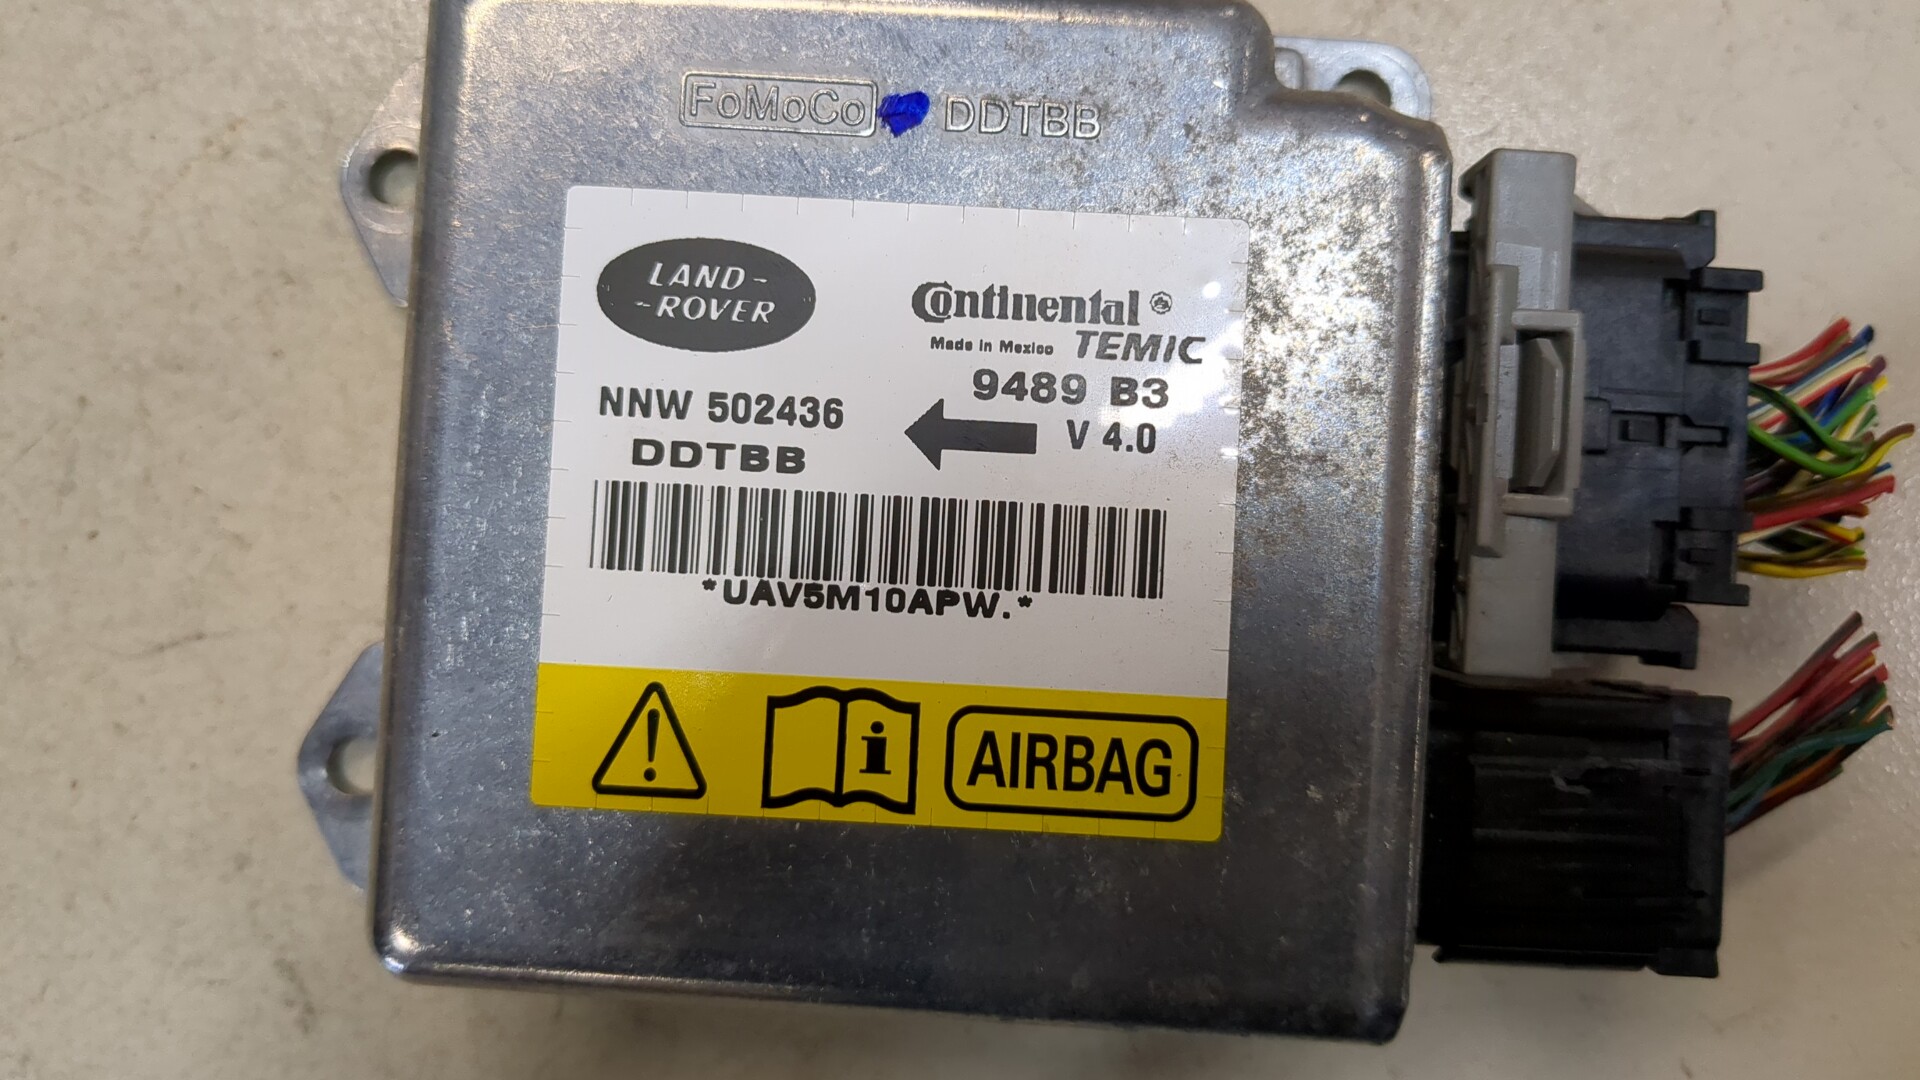 FoMoCo DDTBB
LAND-
-ROVER
Continental
Made in Mexico TEMIC
9489 B3
NNW 502436
V 4.0
DDTBB
*UAV5M10APW.*
i
AIRBAG